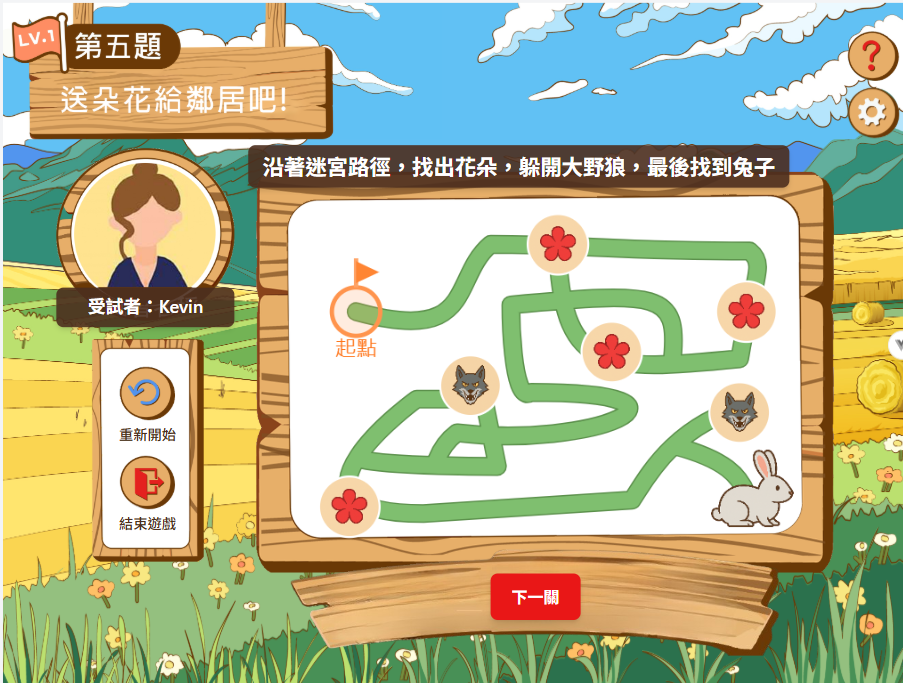 LV.1
第五題
送朵花給鄰居吧!
沿著迷宮路徑，找出花朵，躲開大野狼，最後找到兔子
受試者：Kevin
起點
重新開始
結束遊戲
下一關